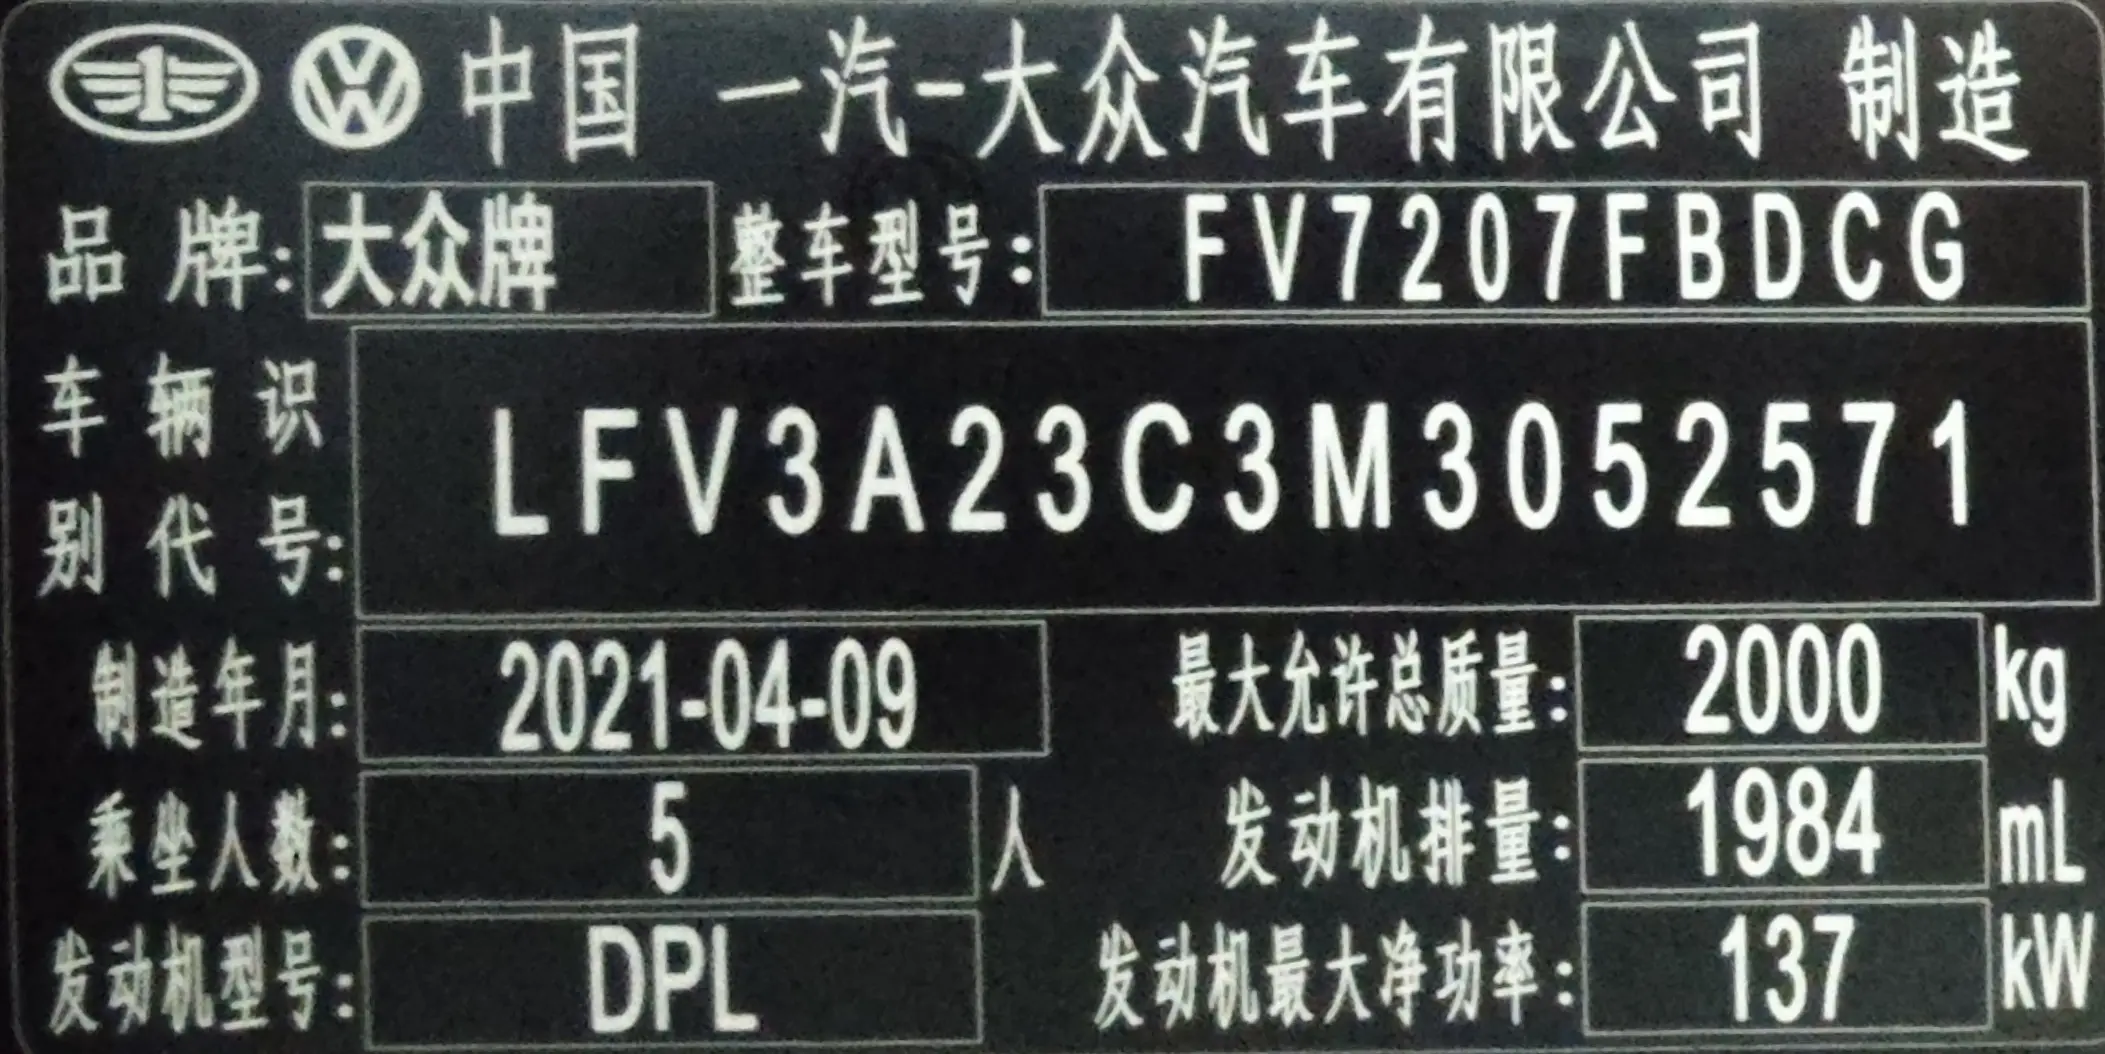 中国 一汽-大众汽车有限公司 制造
品牌: 大众牌 整车型号: FV7207FBDCG
车辆识别代号: LFV3A23C3M3052571
制造年月: 2021-04-09 最大允许总质量: 2000 kg
乘坐人数: 5 人 发动机排量: 1984 mL
发动机型号: DPL 发动机最大净功率: 137 kW